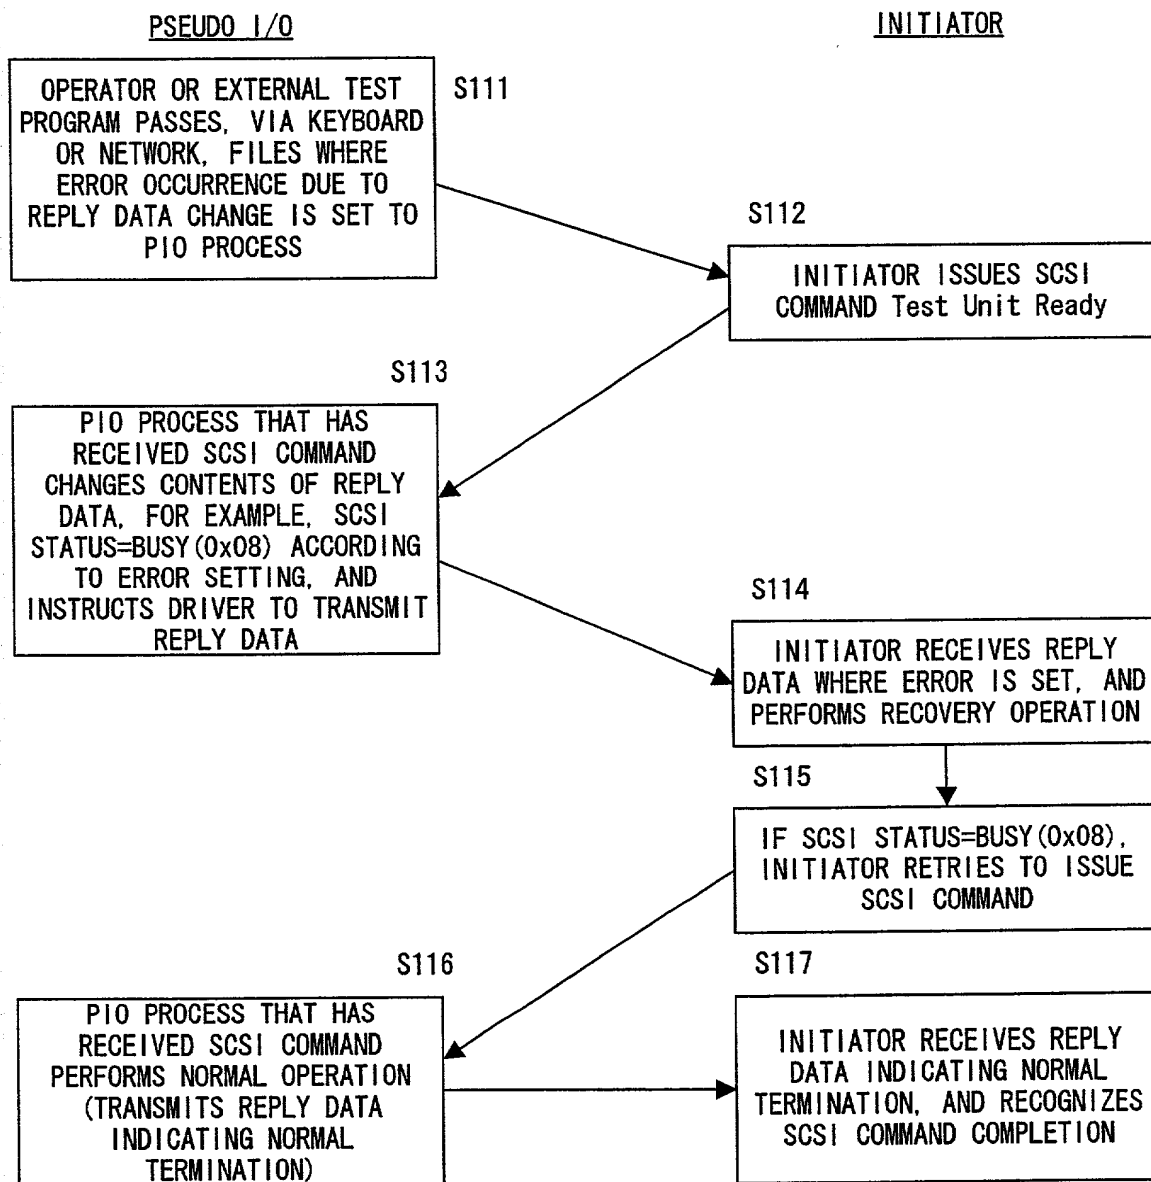 PSEUDO I/O
INITIATOR
S111
OPERATOR OR EXTERNAL TEST
PROGRAM PASSES, VIA KEYBOARD
OR NETWORK, FILES WHERE
ERROR OCCURRENCE DUE TO
REPLY DATA CHANGE IS SET TO
PIO PROCESS
S112
INITIATOR ISSUES SCSI
COMMAND Test Unit Ready
S113
PIO PROCESS THAT HAS
RECEIVED SCSI COMMAND
CHANGES CONTENTS OF REPLY
DATA, FOR EXAMPLE, SCSI
STATUS=BUSY(0x08) ACCORDING
TO ERROR SETTING, AND
INSTRUCTS DRIVER TO TRANSMIT
REPLY DATA
S114
INITIATOR RECEIVES REPLY
DATA WHERE ERROR IS SET, AND
PERFORMS RECOVERY OPERATION
S115
IF SCSI STATUS=BUSY(0x08),
INITIATOR RETRIES TO ISSUE
SCSI COMMAND
S116
PIO PROCESS THAT HAS
RECEIVED SCSI COMMAND
PERFORMS NORMAL OPERATION
(TRANSMITS REPLY DATA
INDICATING NORMAL
TERMINATION)
S117
INITIATOR RECEIVES REPLY
DATA INDICATING NORMAL
TERMINATION, AND RECOGNIZES
SCSI COMMAND COMPLETION